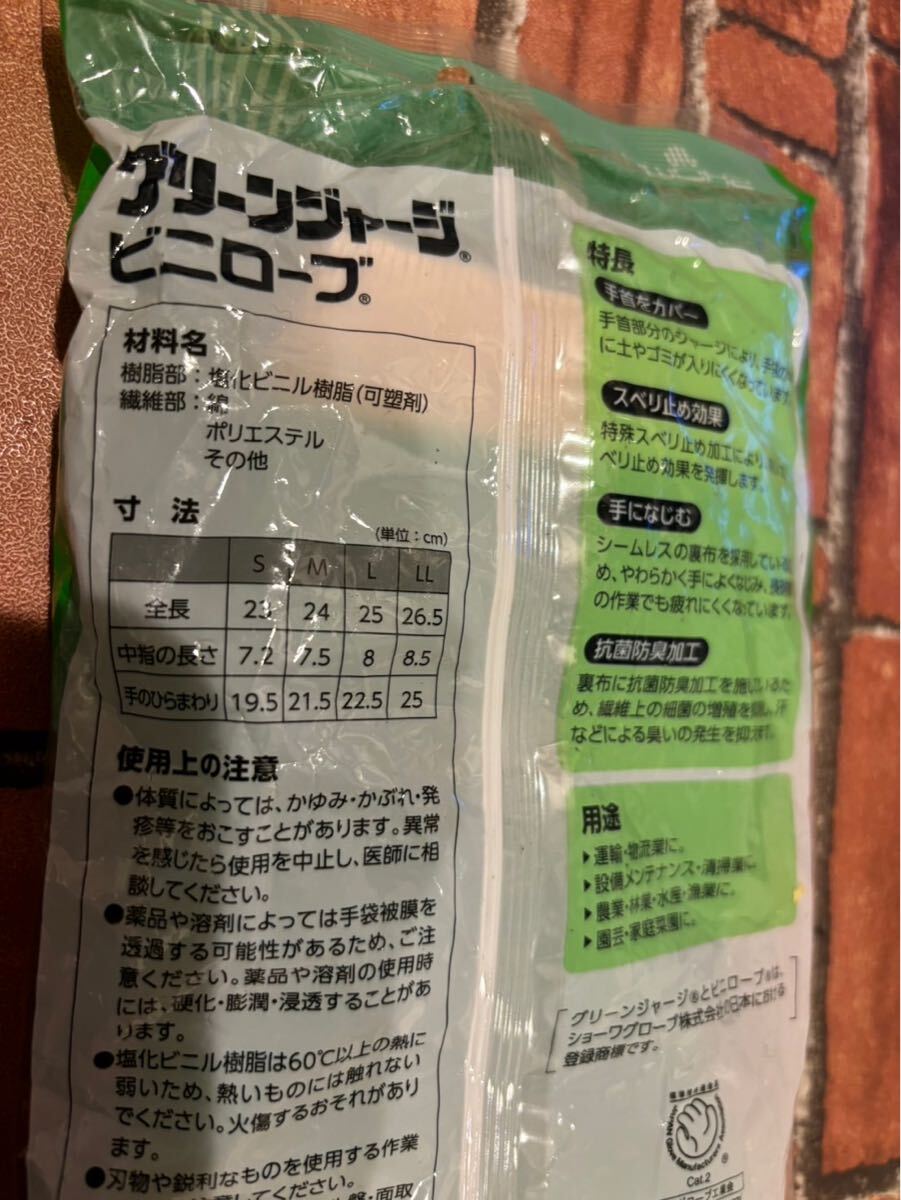 グリーンジャージ®
ビニローブ®
材料名
樹脂部:塩化ビニル樹脂(可塑剤)
繊維部:綿
ポリエステル
その他
寸法
(単位:cm)
S M L LL
全長 23 24 25 26.5
中指の長さ 7.2 7.5 8 8.5
手のひらまわり 19.5 21.5 22.5 25
使用上の注意
●体質によっては、かゆみ・かぶれ・発
疹等をおこすことがあります。異常
を感じたら使用を中止し、医師に相
談してください。
●薬品や溶剤によっては手袋被膜を
透過する可能性があるため、ご注
意ください。薬品や溶剤の使用時
には、硬化・膨潤・浸透することがあ
ります。
●塩化ビニル樹脂は60℃以上の熱に
弱いため、熱いものには触れない
でください。火傷するおそれがあり
ます。
●刃物や鋭利なものを使用する作業
してください。
盤・面取
特長
手首をカバー
手首部分のジャージにより、手袋の
に土やゴミが入りにくくなっています
スベリ止め効果
特殊スベリ止め加工により
ベリ止め効果を発揮します。
手になじむ
シームレスの裏布を採用している
め、やわらかく手によくなじみ、
の作業でも疲れにくくなっています。
抗菌防臭加工
裏布に抗菌防臭加工を施しているた
め、繊維上の細菌の増殖を 汗
などによる臭いの発生を抑えます。
用途
▶運輸・物流業に。
▶設備メンテナンス・清掃業に
▶農業・林業・水産・漁業に。
▶園芸・家庭菜園に。
グリーンジャージ®とビニローブ®は、
ショーワグローブ株式会社の日本における
登録商標です。
Cat.2
ローブ工業会